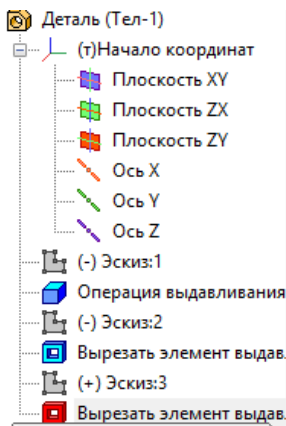 Деталь (Тел-1)
(т)Начало координат
Плоскость XY
Плоскость ZX
Плоскость ZY
Ось X
Ось Y
Ось Z
(-) Эскиз:1
Операция выдавливания
(-) Эскиз:2
Вырезать элемент выдав.
(+) Эскиз:3
Вырезать элемент выдав.